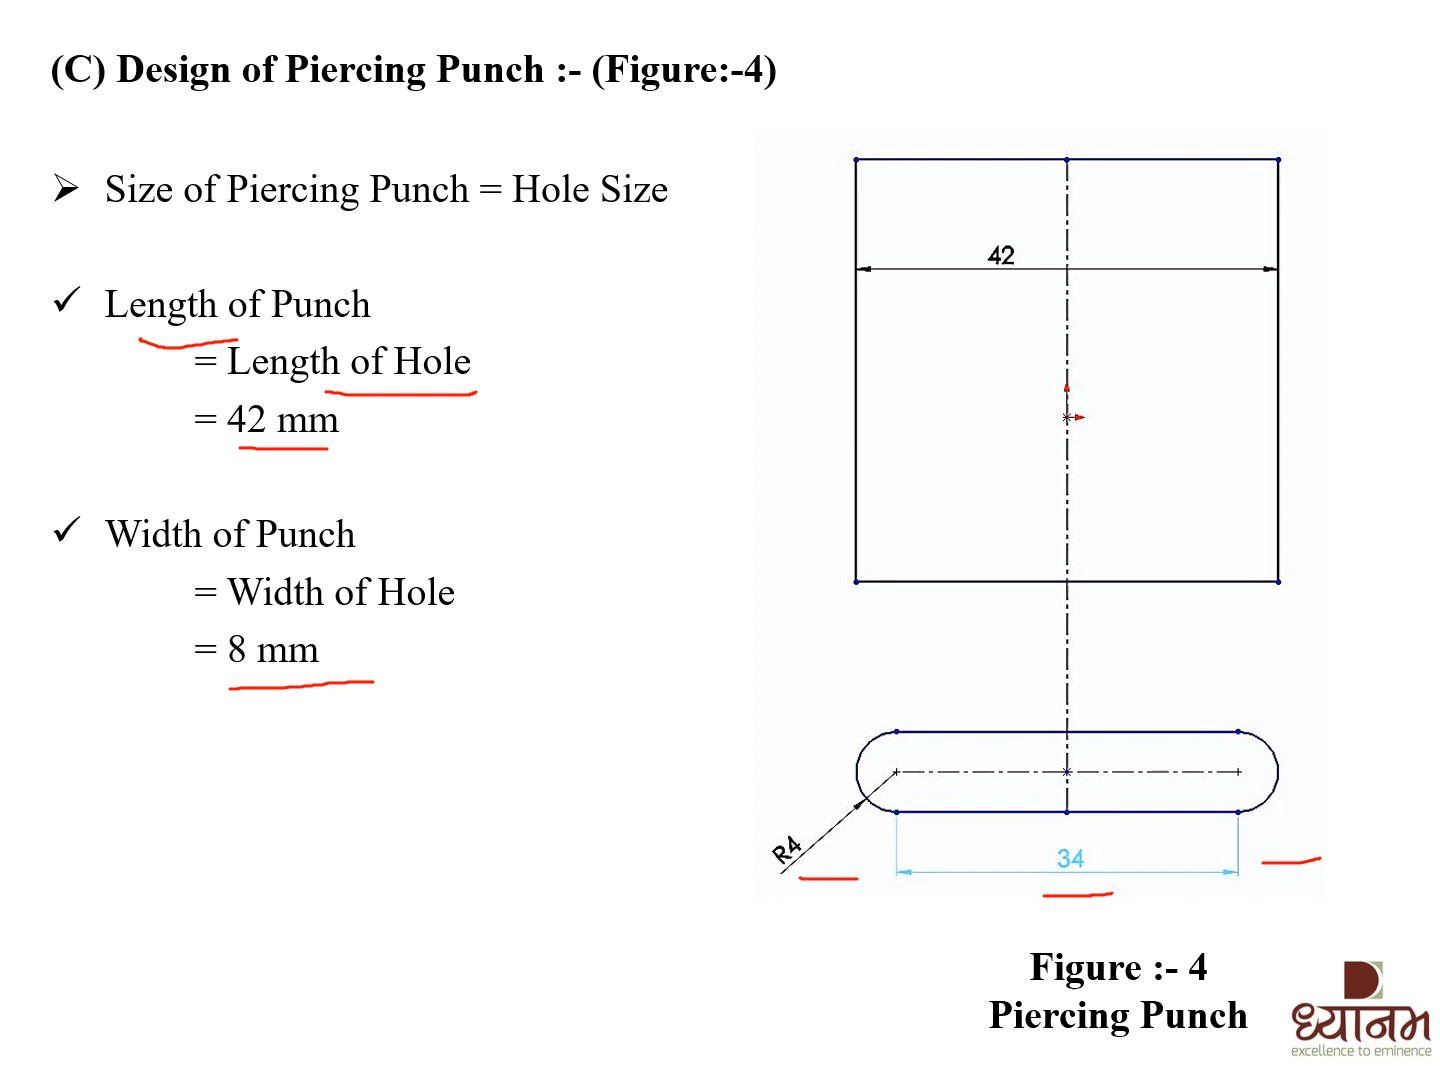 (C) Design of Piercing Punch :- (Figure:-4)
Size of Piercing Punch = Hole Size
Length of Punch
= Length of Hole
= 42 mm
Width of Punch
= Width of Hole
= 8 mm
42
R4
34
Figure :- 4
Piercing Punch
ध्यानम
excellence to eminence